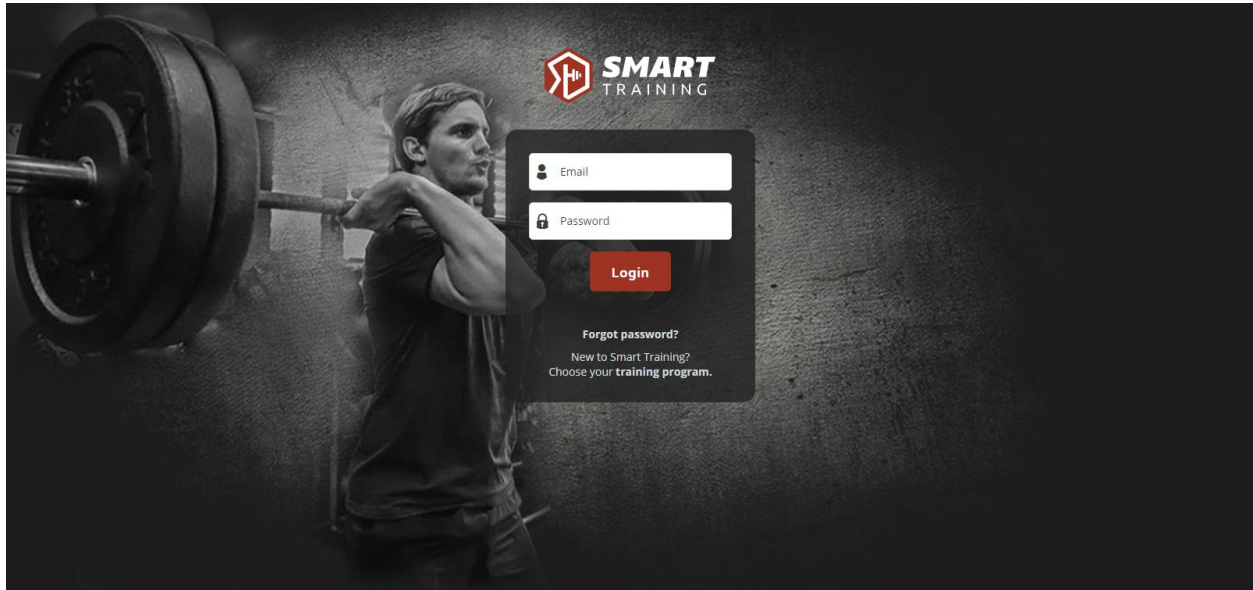 SMART
TRAINING
Email
Password
Login
Forgot password?
New to Smart Training?
Choose your training program.